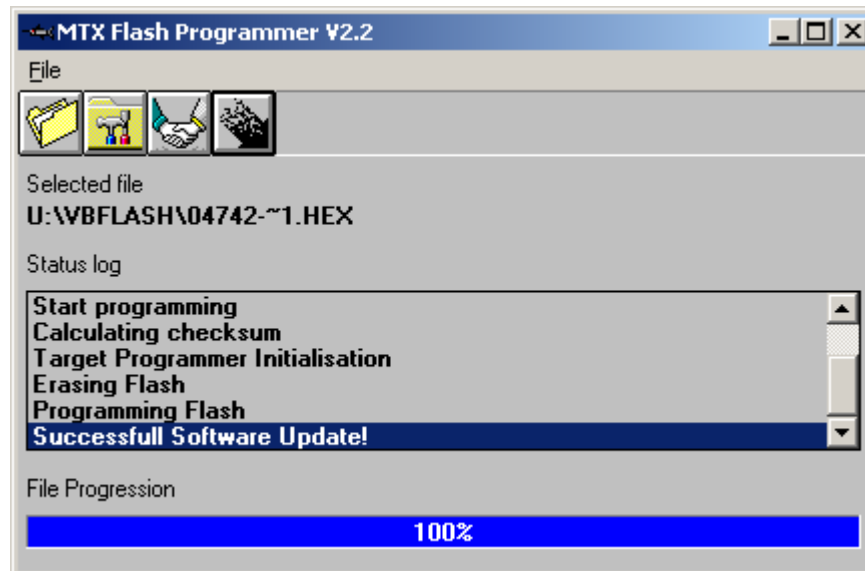 MTX Flash Programmer V2.2
File
Selected file
U:\VBFLASH\04742-~1.HEX
Status log
Start programming
Calculating checksum
Target Programmer Initialisation
Erasing Flash
Programming Flash
Successfull Software Update!
File Progression
100%